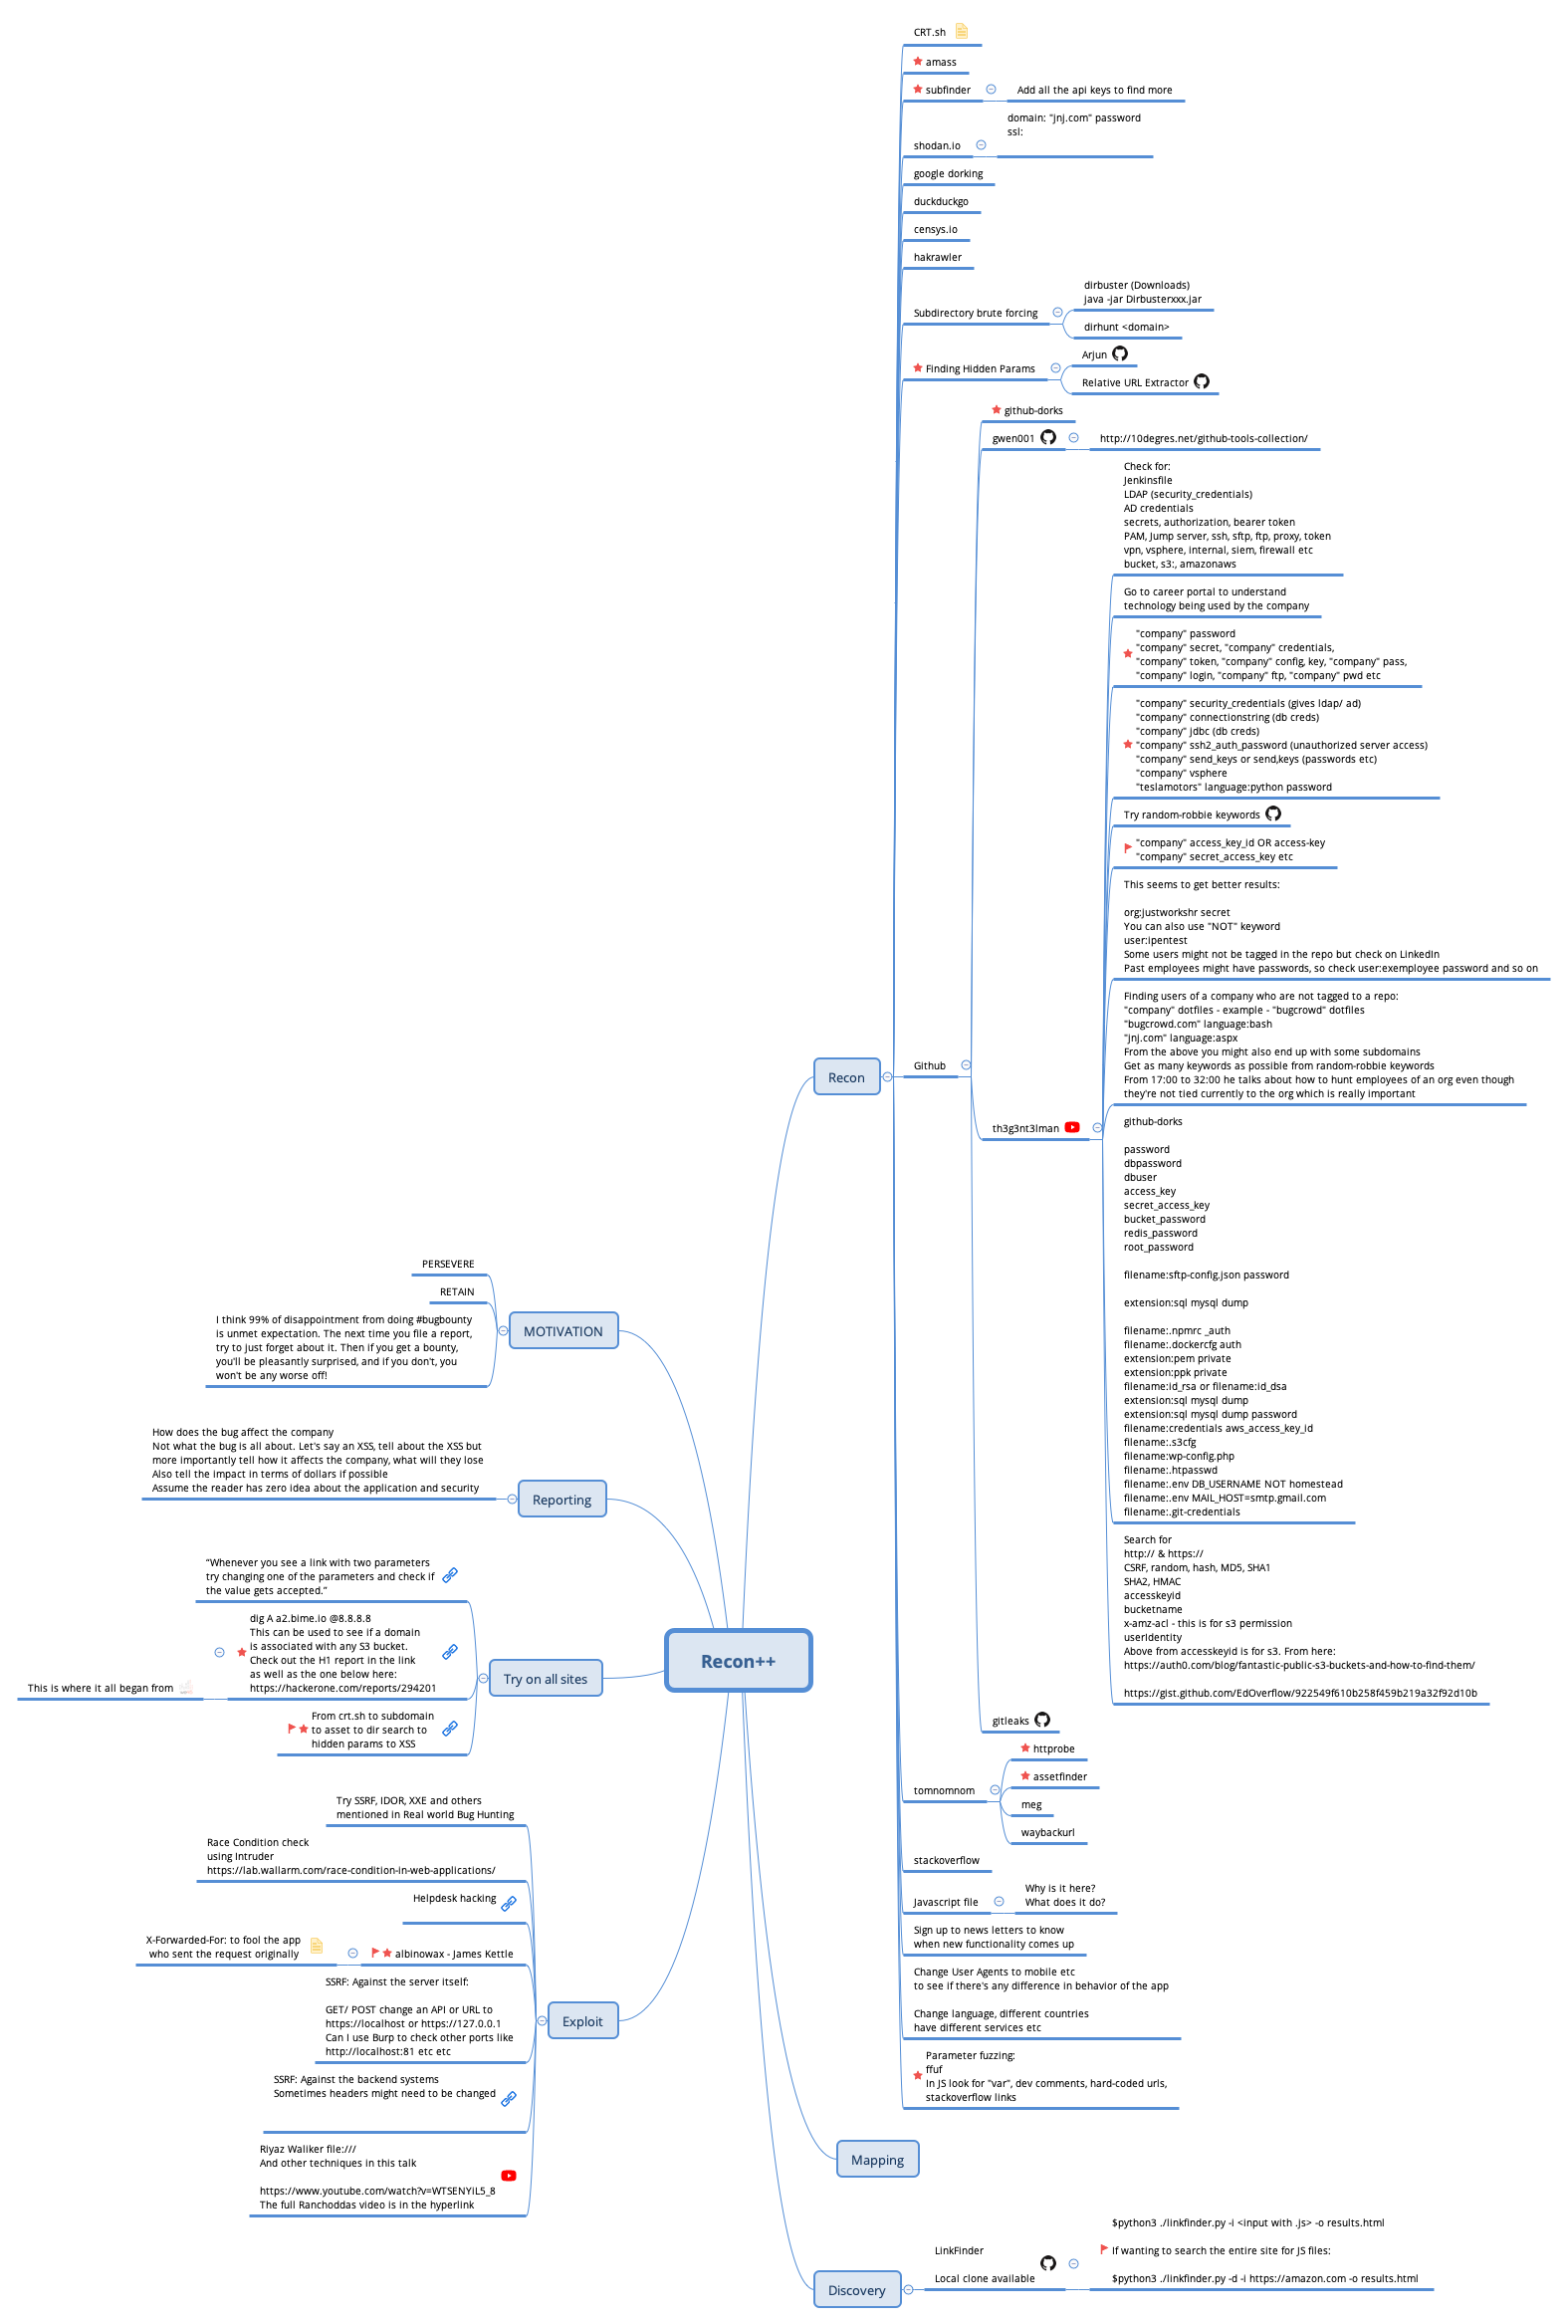 Recon++
Recon
CRT.sh
amass
subfinder
Add all the api keys to find more
shodan.io
domain: "jnj.com" password
ssl:
google dorking
duckduckgo
censys.io
hakrawler
Subdirectory brute forcing
dirbuster (Downloads)
java -jar Dirbusterxxx.jar
dirhunt <domain>
Finding Hidden Params
Arjun
Relative URL Extractor
Github
github-dorks
gwen001
http://10degres.net/github-tools-collection/
th3g3nt3lman
Check for:
Jenkinsfile
LDAP (security_credentials)
AD credentials
secrets, authorization, bearer token
PAM, Jump server, ssh, sftp, ftp, proxy, token
vpn, vsphere, internal, siem, firewall etc
bucket, s3:, amazonaws
Go to career portal to understand
technology being used by the company
"company" password
"company" secret, "company" credentials,
"company" token, "company" config, key, "company" pass,
"company" login, "company" ftp, "company" pwd etc
"company" security_credentials (gives ldap/ ad)
"company" connectionstring (db creds)
"company" jdbc (db creds)
"company" ssh2_auth_password (unauthorized server access)
"company" send_keys or send,keys (passwords etc)
"company" vsphere
"teslamotors" language:python password
Try random-robbie keywords
"company" access_key_id OR access-key
"company" secret_access_key etc
This seems to get better results:
org:justworkshr secret
You can also use "NOT" keyword
user:ipentest
Some users might not be tagged in the repo but check on LinkedIn
Past employees might have passwords, so check user:exemployee password and so on
Finding users of a company who are not tagged to a repo:
"company" dotfiles - example - "bugcrowd" dotfiles
"bugcrowd.com" language:bash
"jnj.com" language:aspx
From the above you might also end up with some subdomains
Get as many keywords as possible from random-robbie keywords
From 17:00 to 32:00 he talks about how to hunt employees of an org even though
they're not tied currently to the org which is really important
github-dorks
password
dbpassword
dbuser
access_key
secret_access_key
bucket_password
redis_password
root_password
filename:sftp-config.json password
extension:sql mysql dump
filename:.npmrc _auth
filename:.dockercfg auth
extension:pem private
extension:ppk private
filename:id_rsa or filename:id_dsa
extension:sql mysql dump
extension:sql mysql dump password
filename:credentials aws_access_key_id
filename:.s3cfg
filename:wp-config.php
filename:.htpasswd
filename:.env DB_USERNAME NOT homestead
filename:.env MAIL_HOST=smtp.gmail.com
filename:.git-credentials
Search for
http:// & https://
CSRF, random, hash, MD5, SHA1
SHA2, HMAC
accesskeyid
bucketname
x-amz-acl - this is for s3 permission
userIdentity
Above from accesskeyid is for s3. From here:
https://auth0.com/blog/fantastic-public-s3-buckets-and-how-to-find-them/
https://gist.github.com/EdOverflow/922549f610b258f459b219a32f92d10b
gitleaks
tomnomnom
httprobe
assetfinder
meg
waybackurl
stackoverflow
Javascript file
Why is it here?
What does it do?
Sign up to news letters to know
when new functionality comes up
Change User Agents to mobile etc
to see if there's any difference in behavior of the app
Change language, different countries
have different services etc
Parameter fuzzing:
ffuf
In JS look for "var", dev comments, hard-coded urls,
stackoverflow links
Mapping
Discovery
LinkFinder
Local clone available
$python3 ./linkfinder.py -i <input with .js> -o results.html
If wanting to search the entire site for JS files:
$python3 ./linkfinder.py -d -i https://amazon.com -o results.html
MOTIVATION
PERSEVERE
RETAIN
I think 99% of disappointment from doing #bugbounty
is unmet expectation. The next time you file a report,
try to just forget about it. Then if you get a bounty,
you'll be pleasantly surprised, and if you don't, you
won't be any worse off!
Reporting
How does the bug affect the company
Not what the bug is all about. Let's say an XSS, tell about the XSS but
more importantly tell how it affects the company, what will they lose
Also tell the impact in terms of dollars if possible
Assume the reader has zero idea about the application and security
Try on all sites
“Whenever you see a link with two parameters
try changing one of the parameters and check if
the value gets accepted.”
dig A a2.bime.io @8.8.8.8
This can be used to see if a domain
is associated with any S3 bucket.
Check out the H1 report in the link
as well as the one below here:
https://hackerone.com/reports/294201
This is where it all began from
From crt.sh to subdomain
to asset to dir search to
hidden params to XSS
Exploit
Try SSRF, IDOR, XXE and others
mentioned in Real world Bug Hunting
Race Condition check
using Intruder
https://lab.wallarm.com/race-condition-in-web-applications/
Helpdesk hacking
albinowax - James Kettle
X-Forwarded-For: to fool the app
who sent the request originally
SSRF: Against the server itself:
GET/ POST change an API or URL to
https://localhost or https://127.0.0.1
Can I use Burp to check other ports like
http://localhost:81 etc etc
SSRF: Against the backend systems
Sometimes headers might need to be changed
Riyaz Waliker file:///
And other techniques in this talk
https://www.youtube.com/watch?v=WTSENYiL5_8
The full Ranchoddas video is in the hyperlink